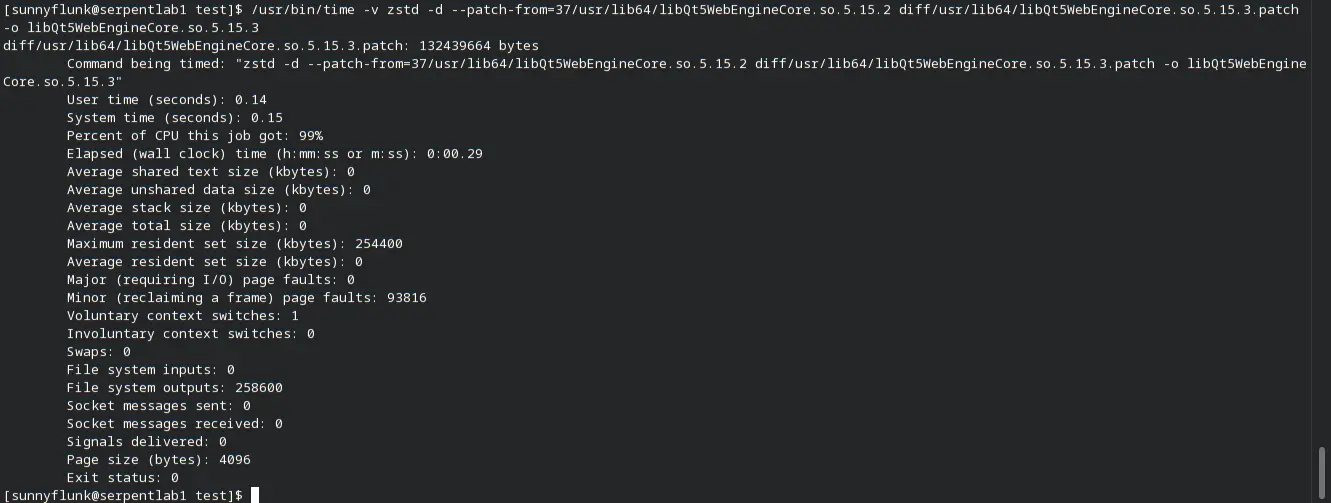 [sunnyflunk@serpentlab1 test]$ /usr/bin/time -v zstd -d --patch-from=37/usr/lib64/libQt5WebEngineCore.so.5.15.2 diff/usr/lib64/libQt5WebEngineCore.so.5.15.3.patch
-o libQt5WebEngineCore.so.5.15.3
diff/usr/lib64/libQt5WebEngineCore.so.5.15.3.patch: 132439664 bytes
Command being timed: "zstd -d --patch-from=37/usr/lib64/libQt5WebEngineCore.so.5.15.2 diff/usr/lib64/libQt5WebEngineCore.so.5.15.3.patch -o libQt5WebEngine
Core.so.5.15.3"
User time (seconds): 0.14
System time (seconds): 0.15
Percent of CPU this job got: 99%
Elapsed (wall clock) time (h:mm:ss or m:ss): 0:00.29
Average shared text size (kbytes): 0
Average unshared data size (kbytes): 0
Average stack size (kbytes): 0
Average total size (kbytes): 0
Maximum resident set size (kbytes): 254400
Average resident set size (kbytes): 0
Major (requiring I/O) page faults: 0
Minor (reclaiming a frame) page faults: 93816
Voluntary context switches: 1
Involuntary context switches: 0
Swaps: 0
File system inputs: 0
File system outputs: 258600
Socket messages sent: 0
Socket messages received: 0
Signals delivered: 0
Page size (bytes): 4096
Exit status: 0
[sunnyflunk@serpentlab1 test]$